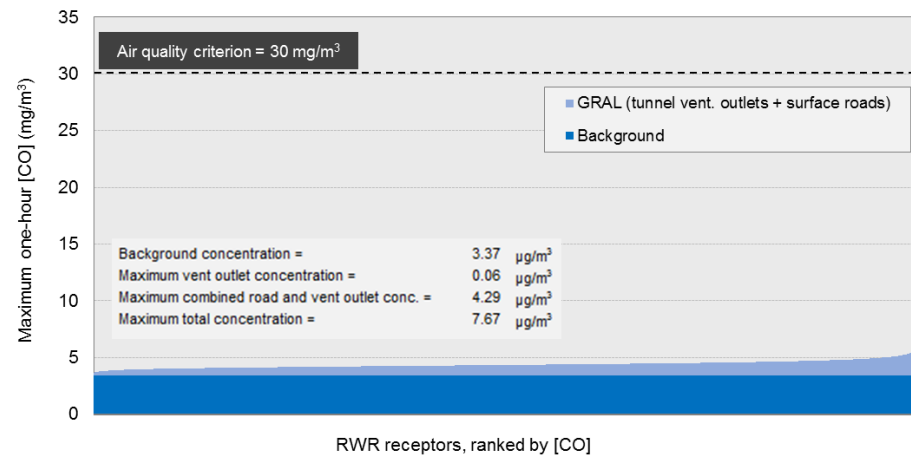 35
30
25
20
15
10
5
0
Maximum one-hour [CO] (mg/m³)
Air quality criterion = 30 mg/m³
GRAL (tunnel vent. outlets + surface roads)
Background
Background concentration = 3.37 µg/m³
Maximum vent outlet concentration = 0.06 µg/m³
Maximum combined road and vent outlet conc. = 4.29 µg/m³
Maximum total concentration = 7.67 µg/m³
RWR receptors, ranked by [CO]